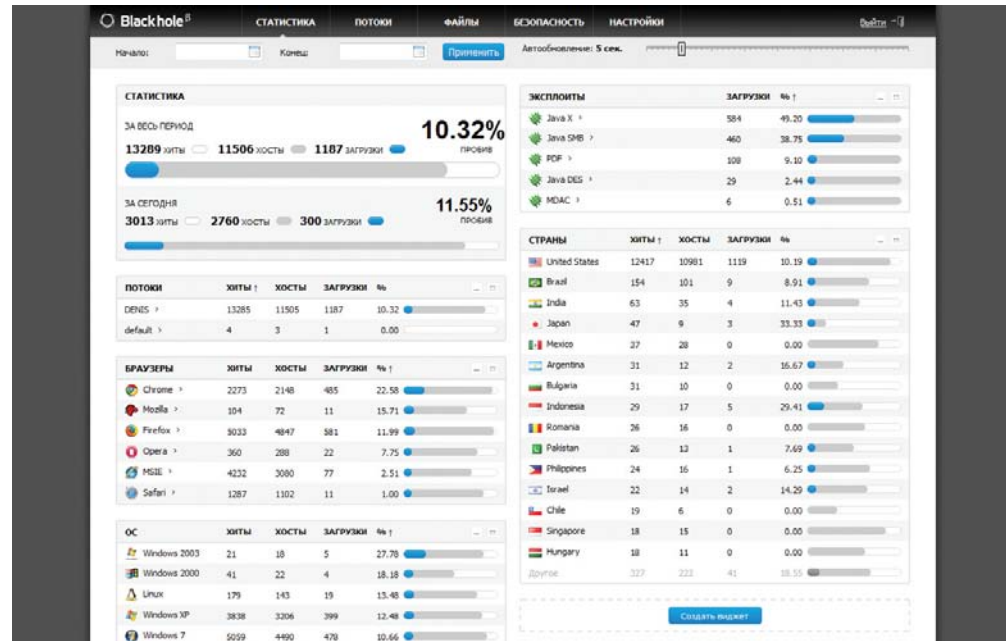 Blackhole β
СТАТИСТИКА ПОТОКИ ФАЙЛЫ БЕЗОПАСНОСТЬ НАСТРОЙКИ
Выйти
Начало: Конец: Применить
Автообновление: 5 сек.
СТАТИСТИКА
ЗА ВЕСЬ ПЕРИОД
10.32%
ПРОБИВ
13289 ХИТЫ 11506 ХОСТЫ 1187 ЗАГРУЗКИ
ЗА СЕГОДНЯ
11.55%
ПРОБИВ
3013 ХИТЫ 2760 ХОСТЫ 300 ЗАГРУЗКИ
ПОТОКИ ХИТЫ ↑ ХОСТЫ ЗАГРУЗКИ %
DENIS > 13285 11505 1187 10.32
default > 4 3 1 0.00
БРАУЗЕРЫ ХИТЫ ХОСТЫ ЗАГРУЗКИ % ↑
Chrome > 2273 2148 485 22.58
Mozilla > 104 72 11 15.71
Firefox > 5033 4847 581 11.99
Opera > 360 288 22 7.75
MSIE > 4232 3080 77 2.51
Safari > 1287 1102 11 1.00
ОС ХИТЫ ХОСТЫ ЗАГРУЗКИ % ↑
Windows 2003 21 18 5 27.78
Windows 2000 41 22 4 18.18
Linux 179 143 19 13.48
Windows XP 3838 3206 399 12.48
Windows 7 5059 4490 478 10.66
ЭКСПЛОИТЫ ЗАГРУЗКИ % ↑
Java X > 584 49.20
Java SMB > 460 38.75
PDF > 108 9.10
Java DES > 29 2.44
MDAC > 6 0.51
СТРАНЫ ХИТЫ ↑ ХОСТЫ ЗАГРУЗКИ %
United States 12417 10981 1119 10.19
Brazil 154 101 9 8.91
India 63 35 4 11.43
Japan 47 9 3 33.33
Mexico 37 28 0 0.00
Argentina 31 12 2 16.67
Bulgaria 31 10 0 0.00
Indonesia 29 17 5 29.41
Romania 26 16 0 0.00
Pakistan 26 13 1 7.69
Philippines 24 16 1 6.25
Israel 22 14 2 14.29
Chile 19 6 0 0.00
Singapore 18 15 0 0.00
Hungary 18 11 0 0.00
Другое 327 222 41 18.55
Создать виджет